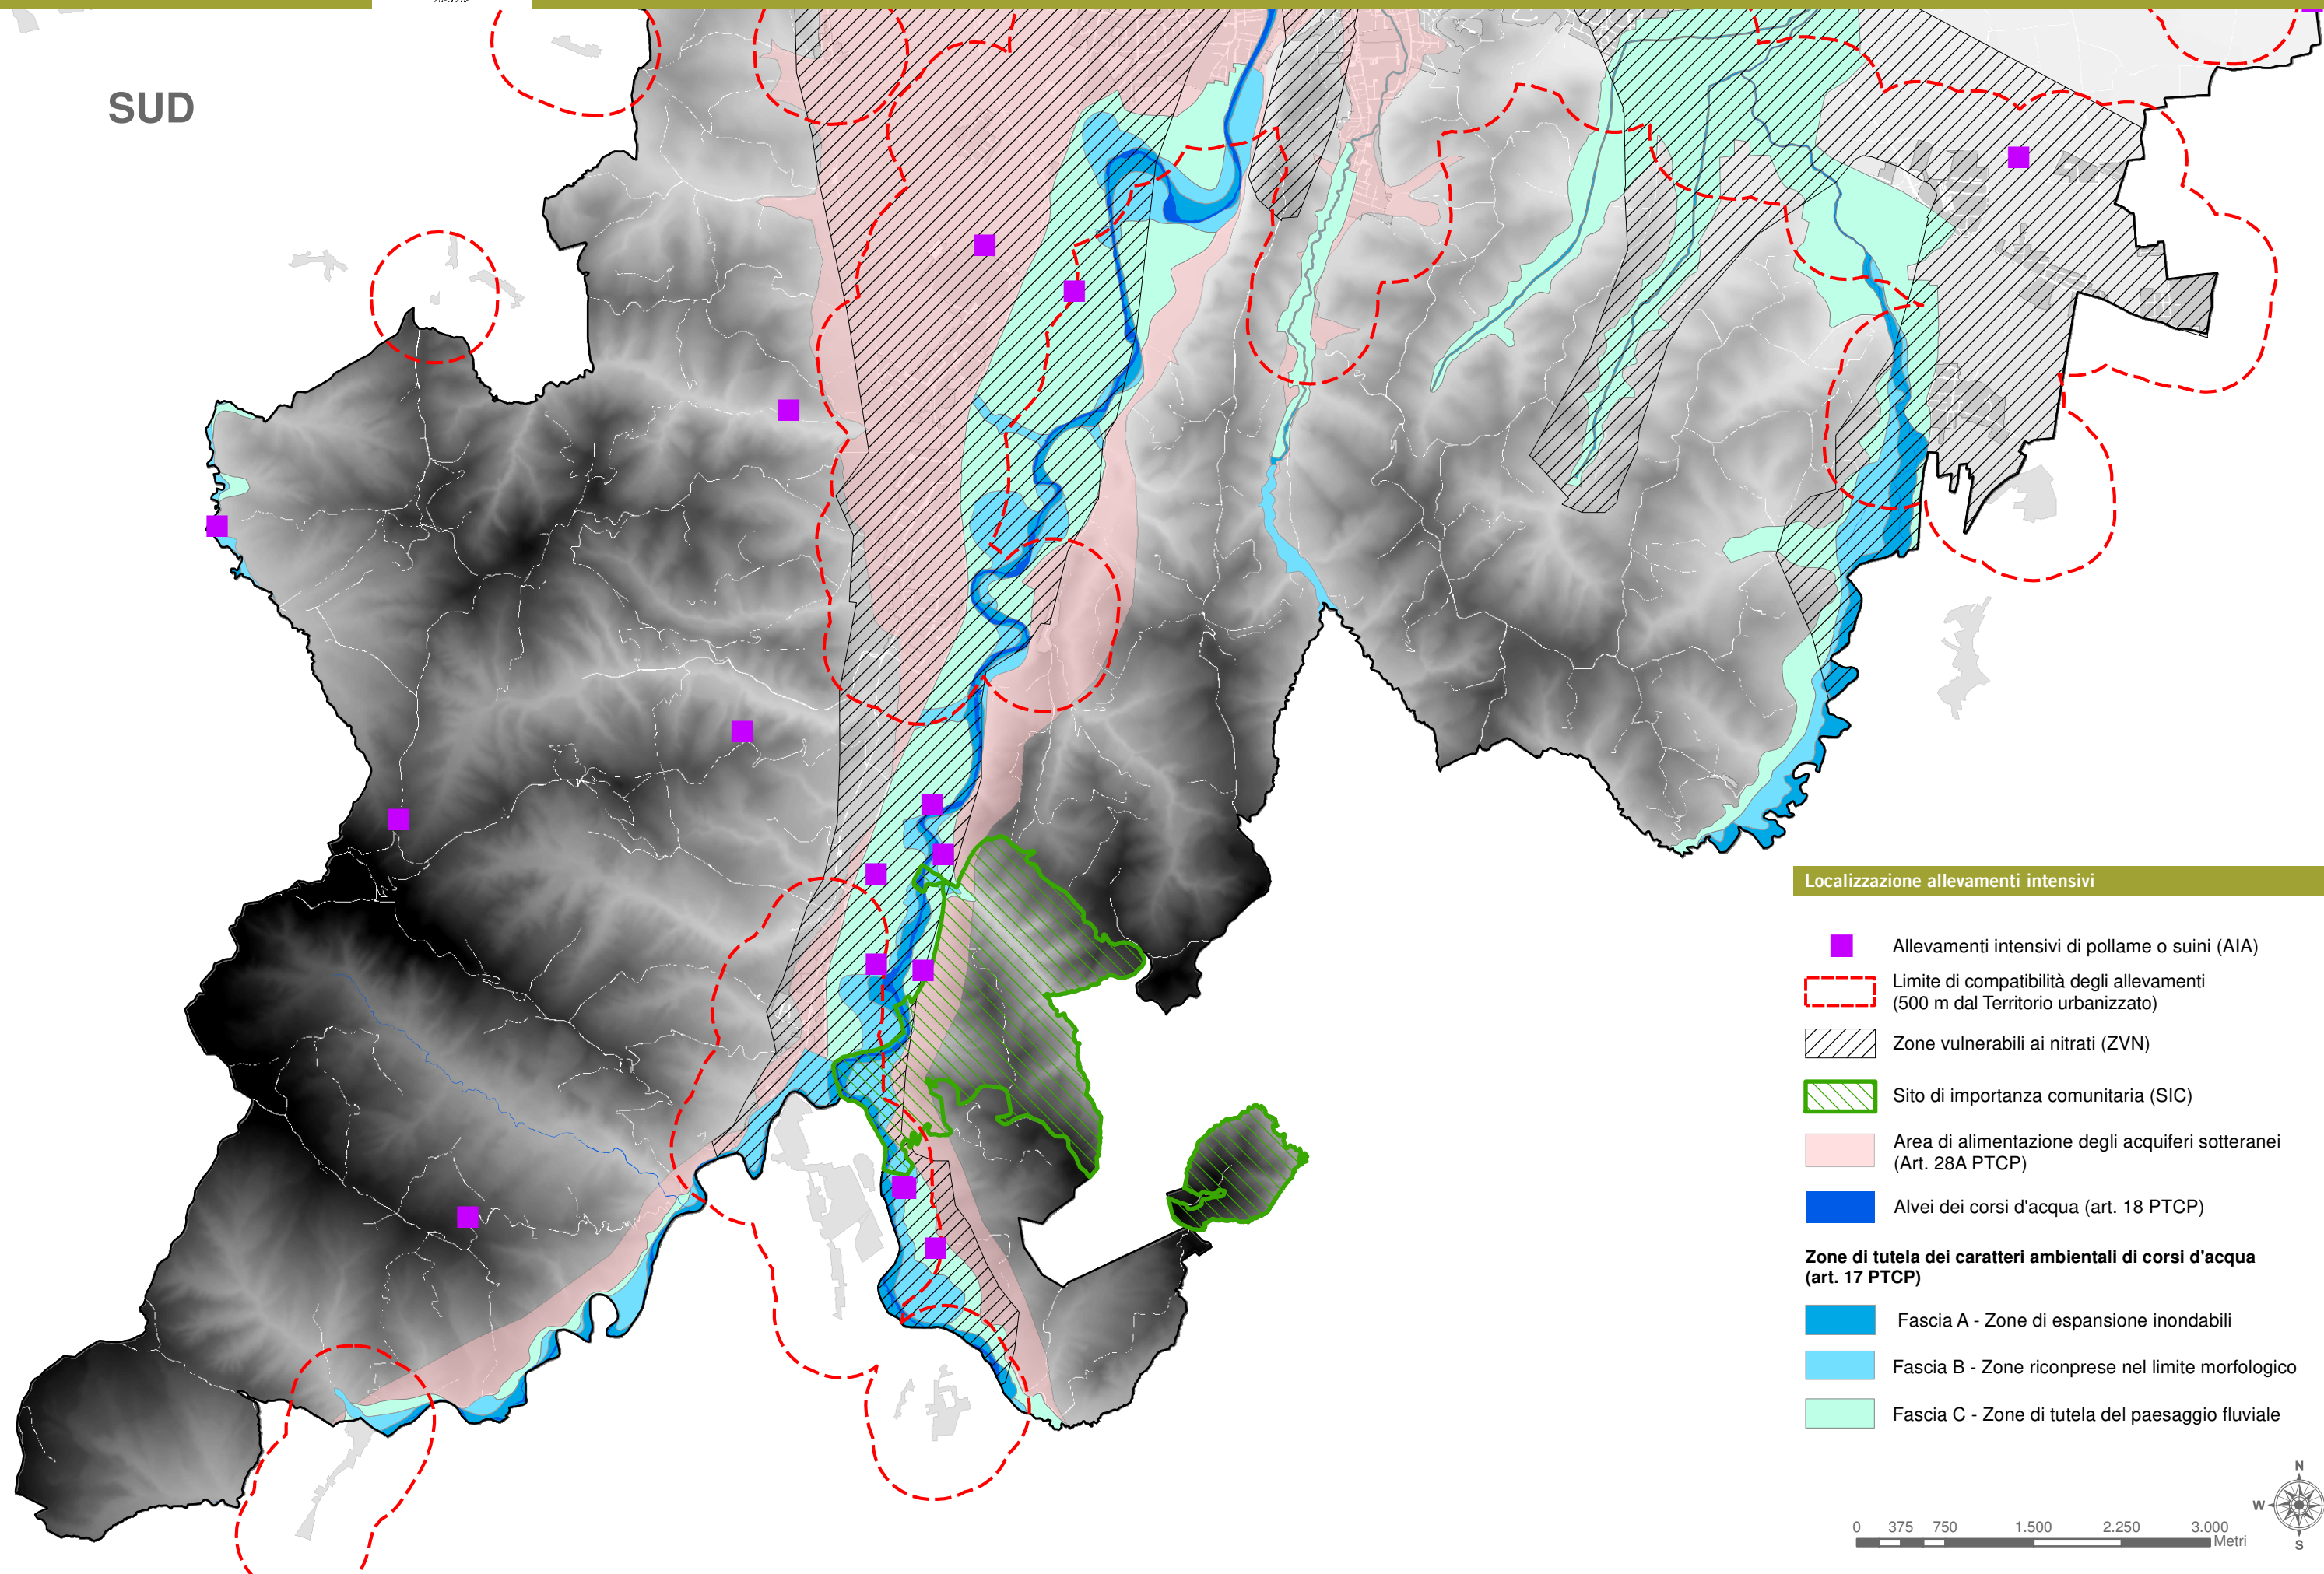 SUD
Localizzazione allevamenti intensivi
Allevamenti intensivi di pollame o suini (AIA)
Limite di compatibilità degli allevamenti
(500 m dal Territorio urbanizzato)
Zone vulnerabili ai nitrati (ZVN)
Sito di importanza comunitaria (SIC)
Area di alimentazione degli acquiferi sotteranei
(Art. 28A PTCP)
Alvei dei corsi d'acqua (art. 18 PTCP)
Zone di tutela dei caratteri ambientali di corsi d'acqua
(art. 17 PTCP)
Fascia A - Zone di espansione inondabili
Fascia B - Zone riconprese nel limite morfologico
Fascia C - Zone di tutela del paesaggio fluviale
N
W
S
0 375 750 1.500 2.250 3.000
Metri